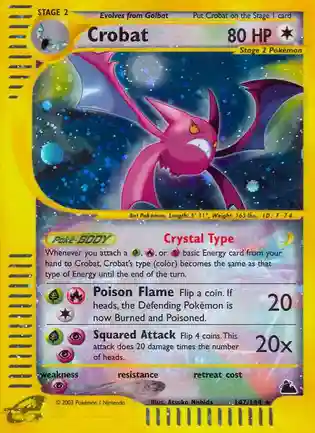 STAGE 2
Evolves from Golbat
Put Crobat on the Stage 1 card
Crobat
80 HP
Stage 2 Pokémon
Bat Pokémon. Length: 5' 11", Weight: 165 lbs.
Poké-BODY
Crystal Type
Whenever you attach a , , or basic Energy card from your
hand to Crobat, Crobat's type (color) becomes the same as that
type of Energy until the end of the turn.
Poison Flame Flip a coin. If
heads, the Defending Pokémon is
now Burned and Poisoned.
20
Squared Attack Flip 4 coins. This
attack does 20 damage times the number
of heads.
20x
weakness
resistance
retreat cost
© 2003 Pokémon / Nintendo
Illus. Atsuko Nishida
147/144